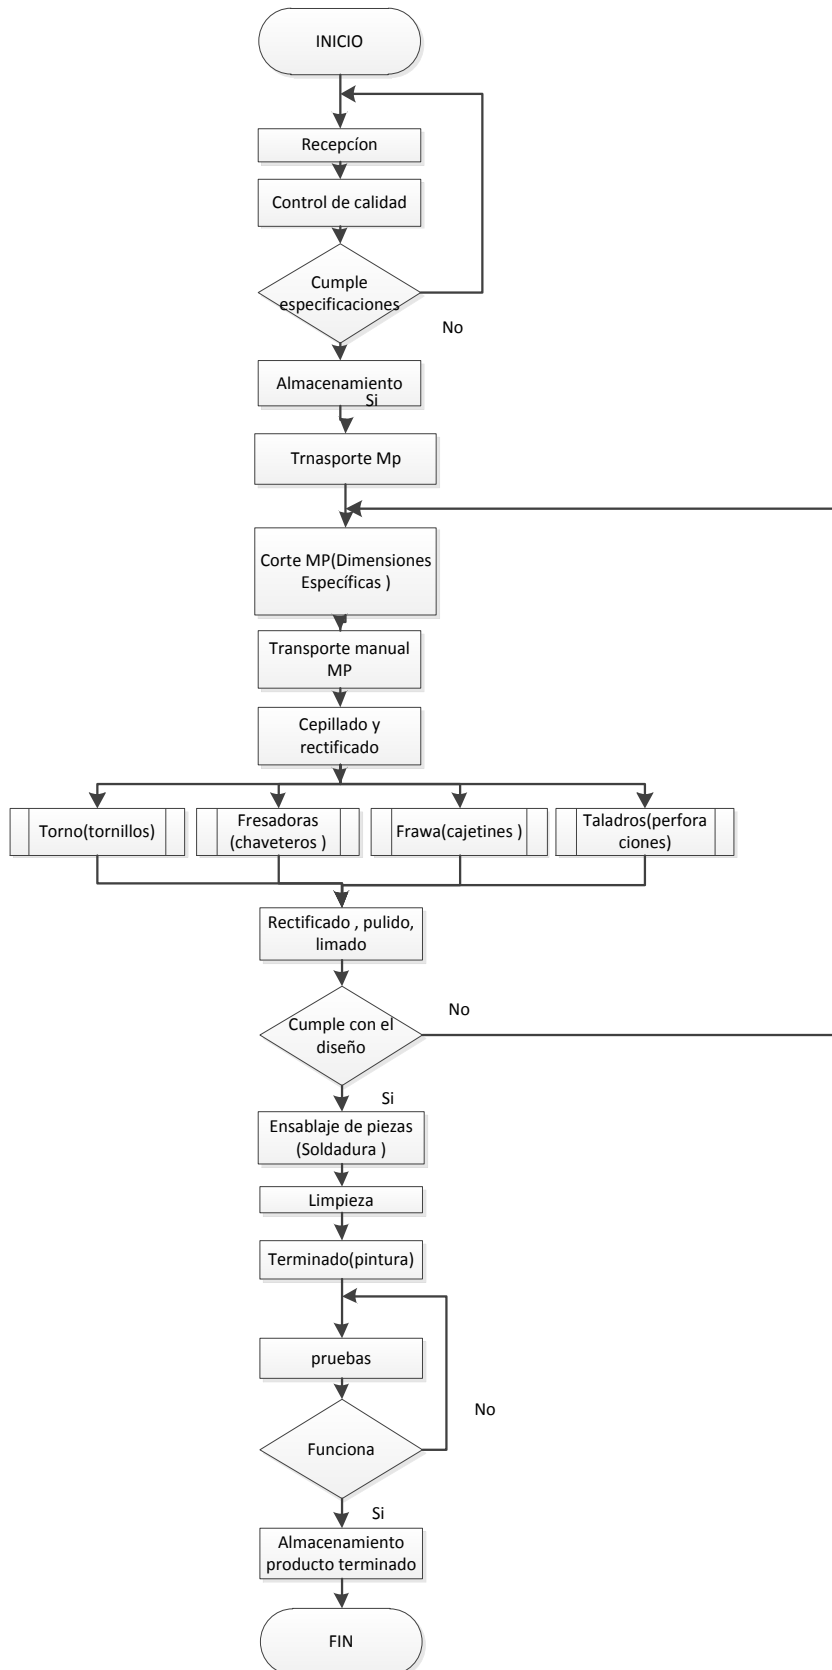 INICIO
Recepcíon
Control de calidad
Cumple
especificaciones
No
Almacenamiento
Si
Trnasporte Mp
Corte MP(Dimensiones
Específicas )
Transporte manual
MP
Cepillado y
rectificado
Torno(tornillos)
Fresadoras
(chaveteros )
Frawa(cajetines )
Taladros(perfora
ciones)
Rectificado , pulido,
limado
No
Cumple con el
diseño
Si
Ensablaje de piezas
(Soldadura )
Limpieza
Terminado(pintura)
pruebas
No
Funciona
Si
Almacenamiento
producto terminado
FIN